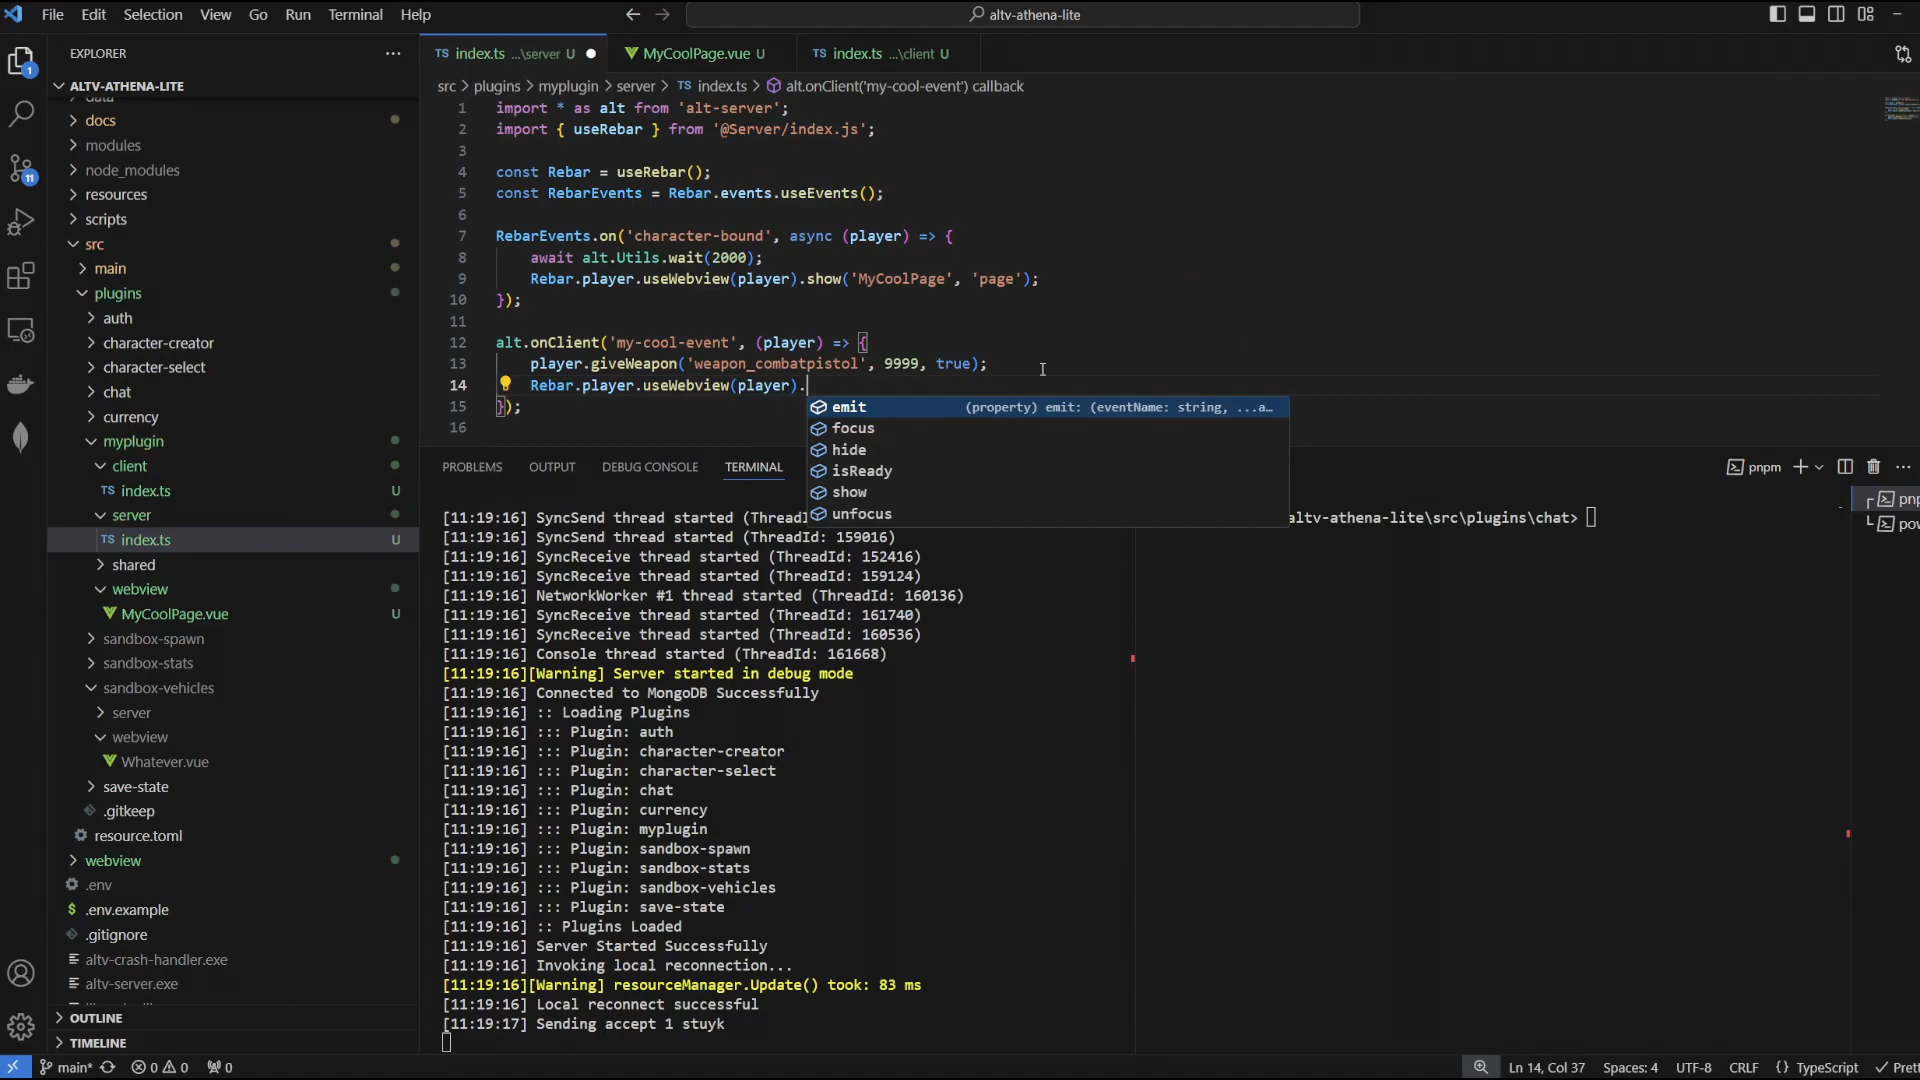 File Edit Selection View Go Run Terminal Help
altv-athena-lite
EXPLORER
ALTV-ATHENA-LITE
data
docs
modules
node_modules
resources
scripts
src
main
plugins
auth
character-creator
character-select
chat
currency
myplugin
client
TS index.ts U
server
TS index.ts U
shared
webview
MyCoolPage.vue U
sandbox-spawn
sandbox-stats
sandbox-vehicles
server
webview
Whatever.vue
save-state
.gitkeep
resource.toml
webview
.env
$ .env.example
.gitignore
altv-crash-handler.exe
altv-server.exe
OUTLINE
TIMELINE
1
11
TS index.ts ...\server U
MyCoolPage.vue U
TS index.ts ...\client U
src > plugins > myplugin > server > TS index.ts > alt.onClient('my-cool-event') callback
1 import * as alt from 'alt-server';
2 import { useRebar } from '@Server/index.js';
3
4 const Rebar = useRebar();
5 const RebarEvents = Rebar.events.useEvents();
6
7 RebarEvents.on('character-bound', async (player) => {
8 await alt.Utils.wait(2000);
9 Rebar.player.useWebview(player).show('MyCoolPage', 'page');
10 });
11
12 alt.onClient('my-cool-event', (player) => {
13 player.giveWeapon('weapon_combatpistol', 9999, true);
14 Rebar.player.useWebview(player).
15 });
16
emit (property) emit: (eventName: string, ...a…
focus
hide
isReady
show
unfocus
PROBLEMS OUTPUT DEBUG CONSOLE TERMINAL
pnpm
[11:19:16] SyncSend thread started (Thread
[11:19:16] SyncSend thread started (ThreadId: 159016)
[11:19:16] SyncReceive thread started (ThreadId: 152416)
[11:19:16] SyncReceive thread started (ThreadId: 159124)
[11:19:16] NetworkWorker #1 thread started (ThreadId: 160136)
[11:19:16] SyncReceive thread started (ThreadId: 161740)
[11:19:16] SyncReceive thread started (ThreadId: 160536)
[11:19:16] Console thread started (ThreadId: 161668)
[11:19:16][Warning] Server started in debug mode
[11:19:16] Connected to MongoDB Successfully
[11:19:16] :: Loading Plugins
[11:19:16] ::: Plugin: auth
[11:19:16] ::: Plugin: character-creator
[11:19:16] ::: Plugin: character-select
[11:19:16] ::: Plugin: chat
[11:19:16] ::: Plugin: currency
[11:19:16] ::: Plugin: myplugin
[11:19:16] ::: Plugin: sandbox-spawn
[11:19:16] ::: Plugin: sandbox-stats
[11:19:16] ::: Plugin: sandbox-vehicles
[11:19:16] ::: Plugin: save-state
[11:19:16] :: Plugins Loaded
[11:19:16] Server Started Successfully
[11:19:16] Invoking local reconnection...
[11:19:16][Warning] resourceManager.Update() took: 83 ms
[11:19:16] Local reconnect successful
[11:19:17] Sending accept 1 stuyk
altv-athena-lite\src\plugins\chat>
pnp
pow
main* 0 0 0
Ln 14, Col 37 Spaces: 4 UTF-8 CRLF {} TypeScript Prett